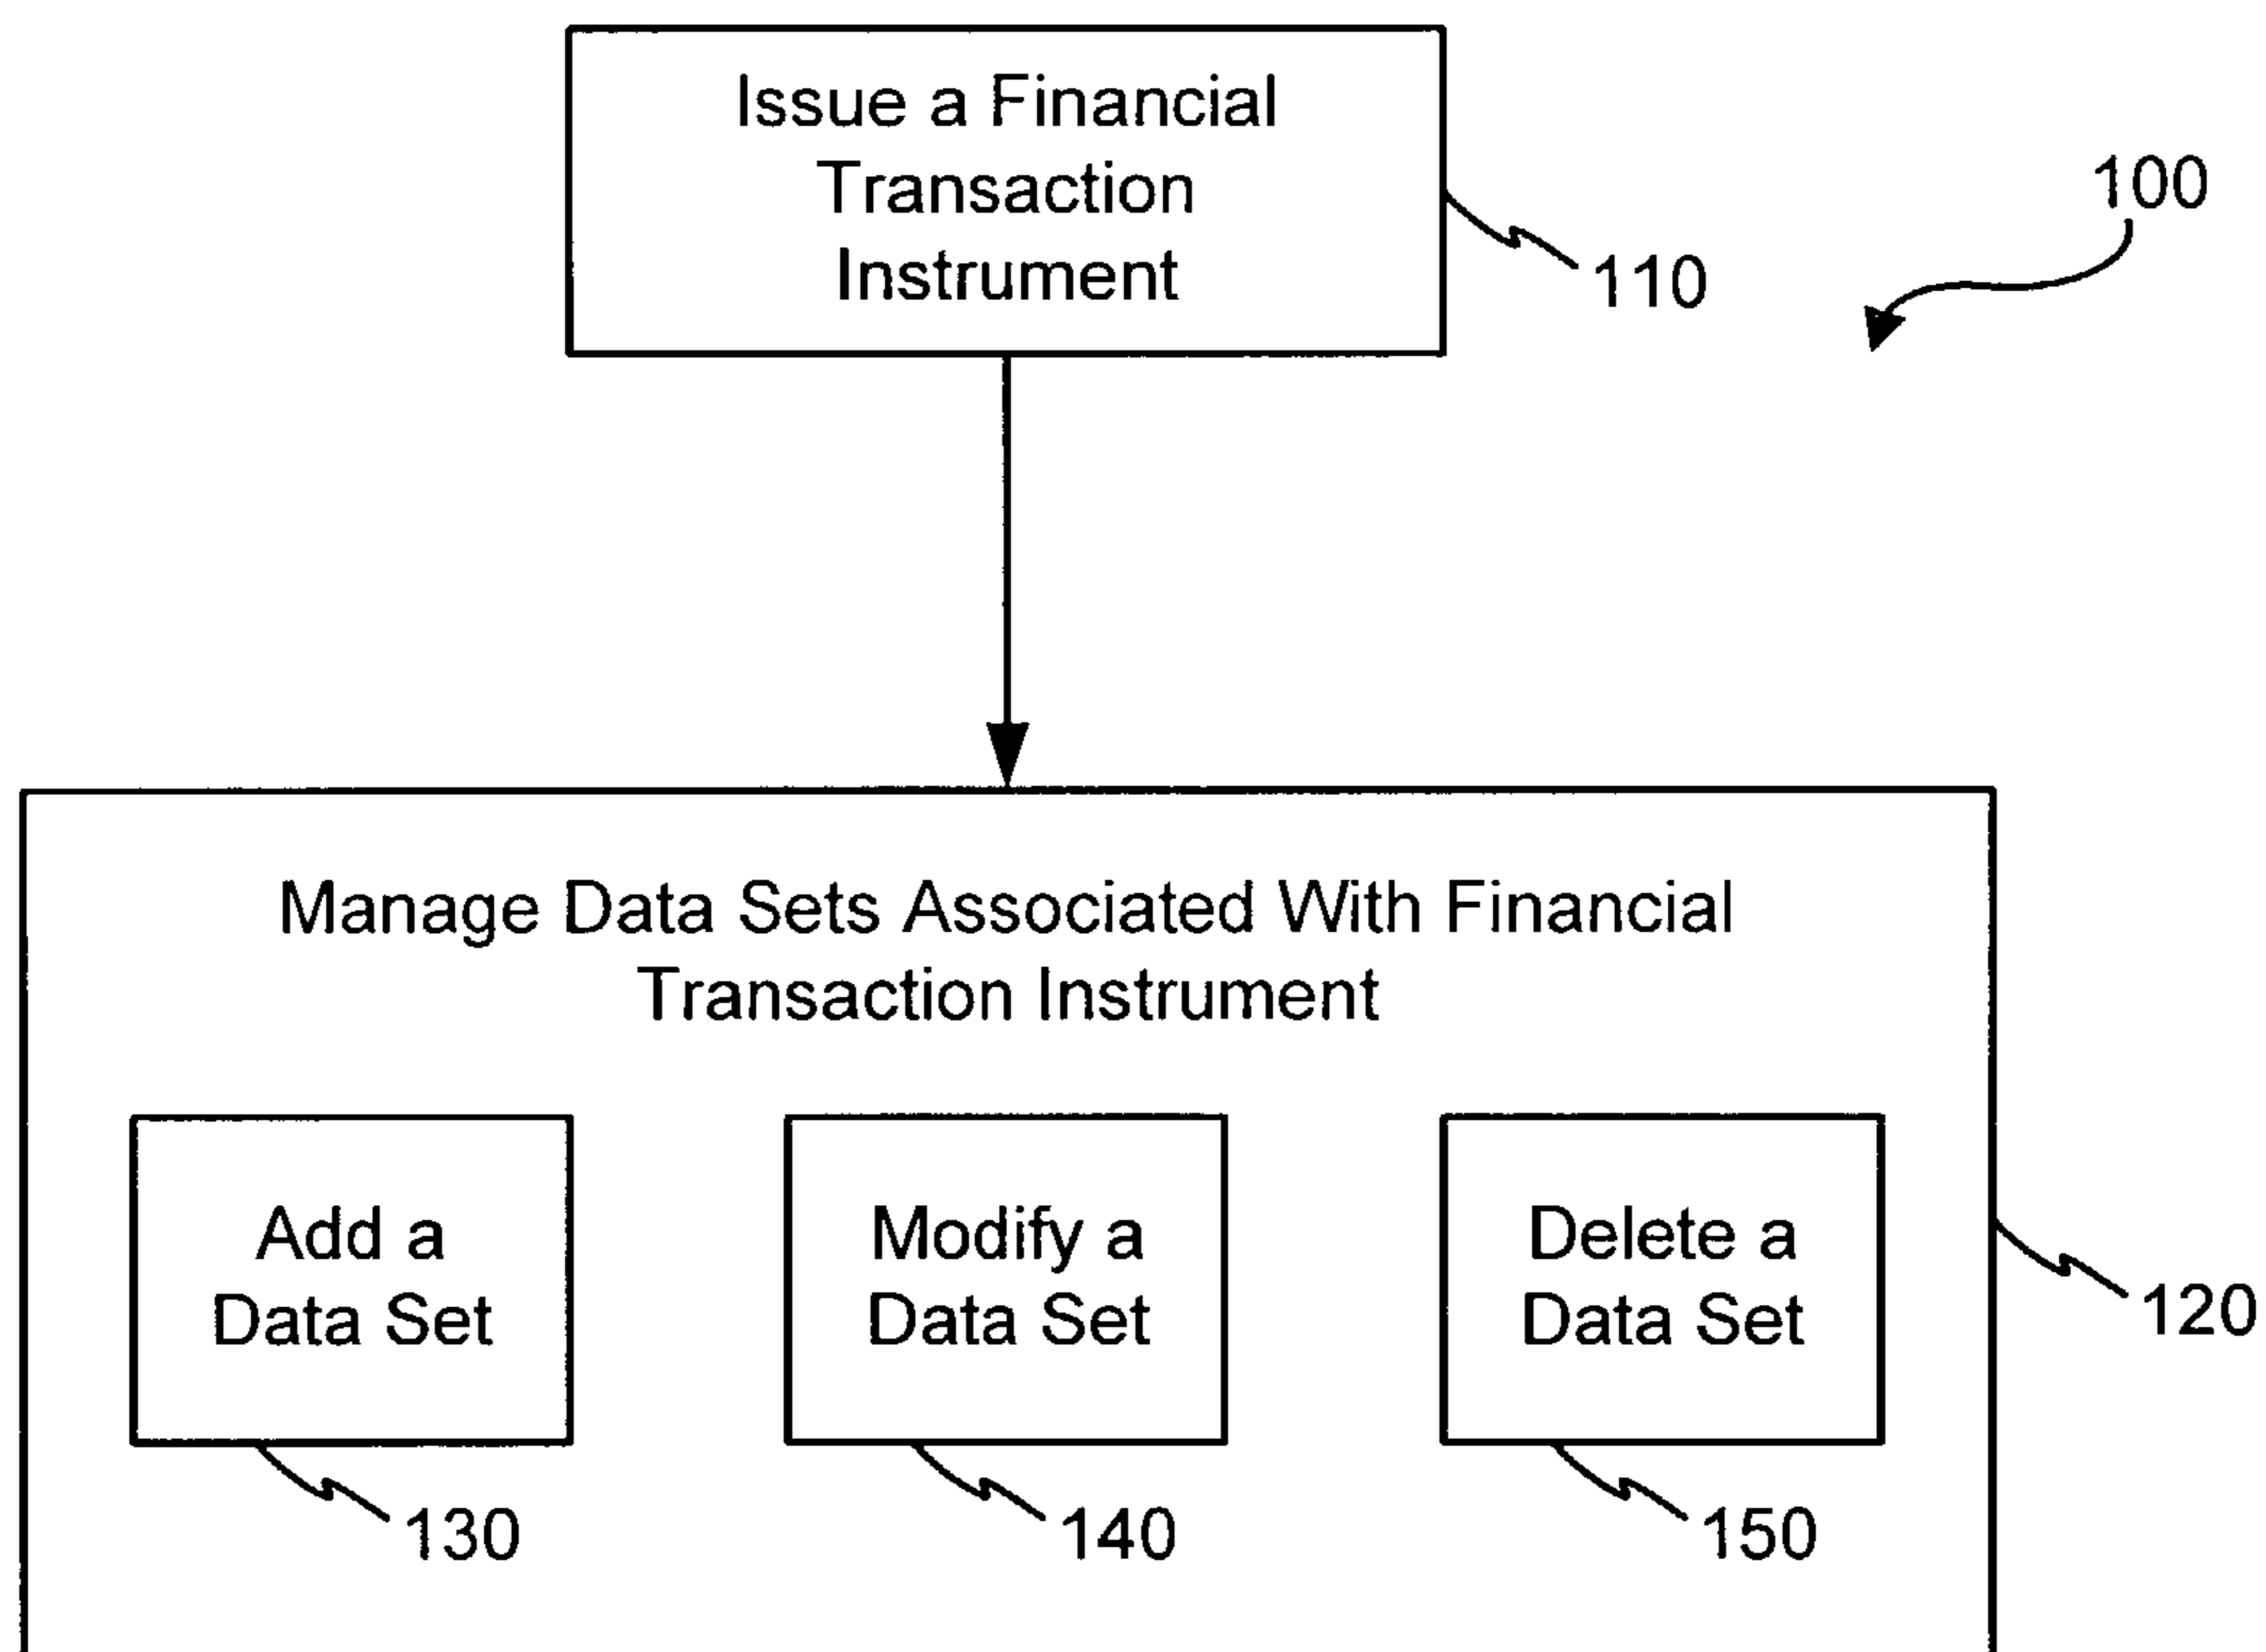 Issue a Financial
Transaction
Instrument
100
110
Manage Data Sets Associated With Financial
Transaction Instrument
Add a
Data Set
Modify a
Data Set
Delete a
Data Set
120
130
140
150